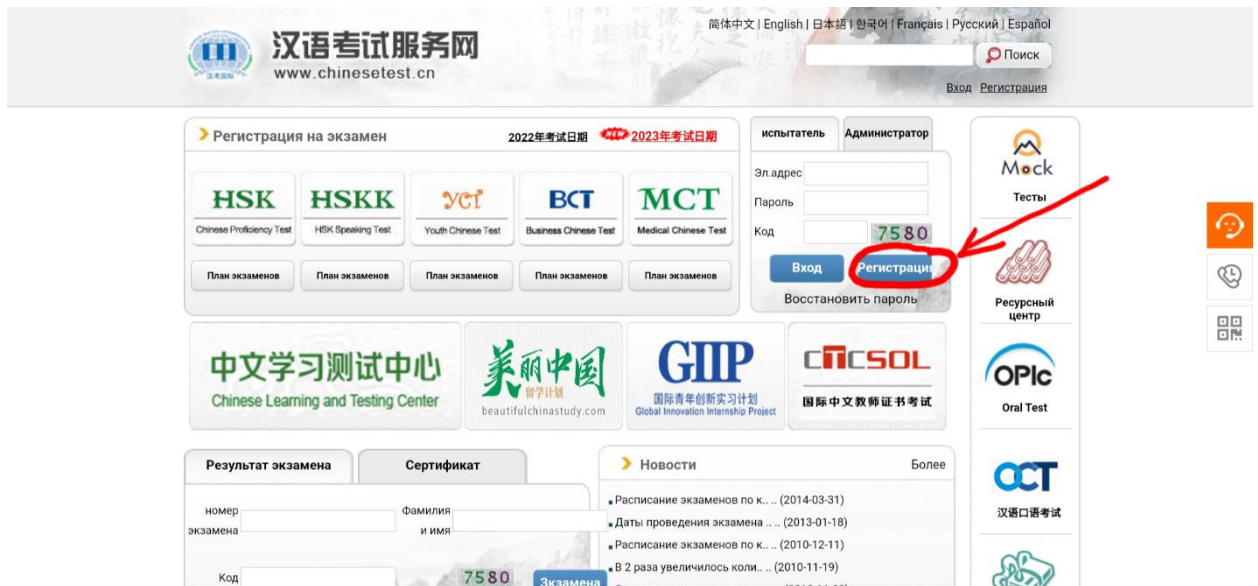 简体中文 | English | 日本語 | 한국어 | Français | Русский | Español
汉语考试服务网
www.chinesetest.cn
汉考国际
Поиск
Вход Регистрация
Регистрация на экзамен
2022年考试日期
NEW 2023年考试日期
HSK
Chinese Proficiency Test
HSKK
HSK Speaking Test
YCT
Youth Chinese Test
BCT
Business Chinese Test
MCT
Medical Chinese Test
План экзаменов
План экзаменов
План экзаменов
План экзаменов
План экзаменов
испытатель
Администратор
Эл.адрес
Пароль
Код
7580
Вход
Регистрация
Восстановить пароль
Mock
Тесты
Ресурсный
центр
OPIc
Oral Test
OCT
汉语口语考试
中文学习测试中心
Chinese Learning and Testing Center
美丽中国
留学计划
beautifulchinastudy.com
GIIP
国际青年创新实习计划
Global Innovation Internship Project
CTCSOL
国际中文教师证书考试
Результат экзамена
Сертификат
номер
экзамена
Фамилия
и имя
Код
7580
Экзамена
Новости
Более
Расписание экзаменов по к.. .. (2014-03-31)
Даты проведения экзамена .. .. (2013-01-18)
Расписание экзаменов по к.. .. (2010-12-11)
В 2 раза увеличилось коли.. .. (2010-11-19)